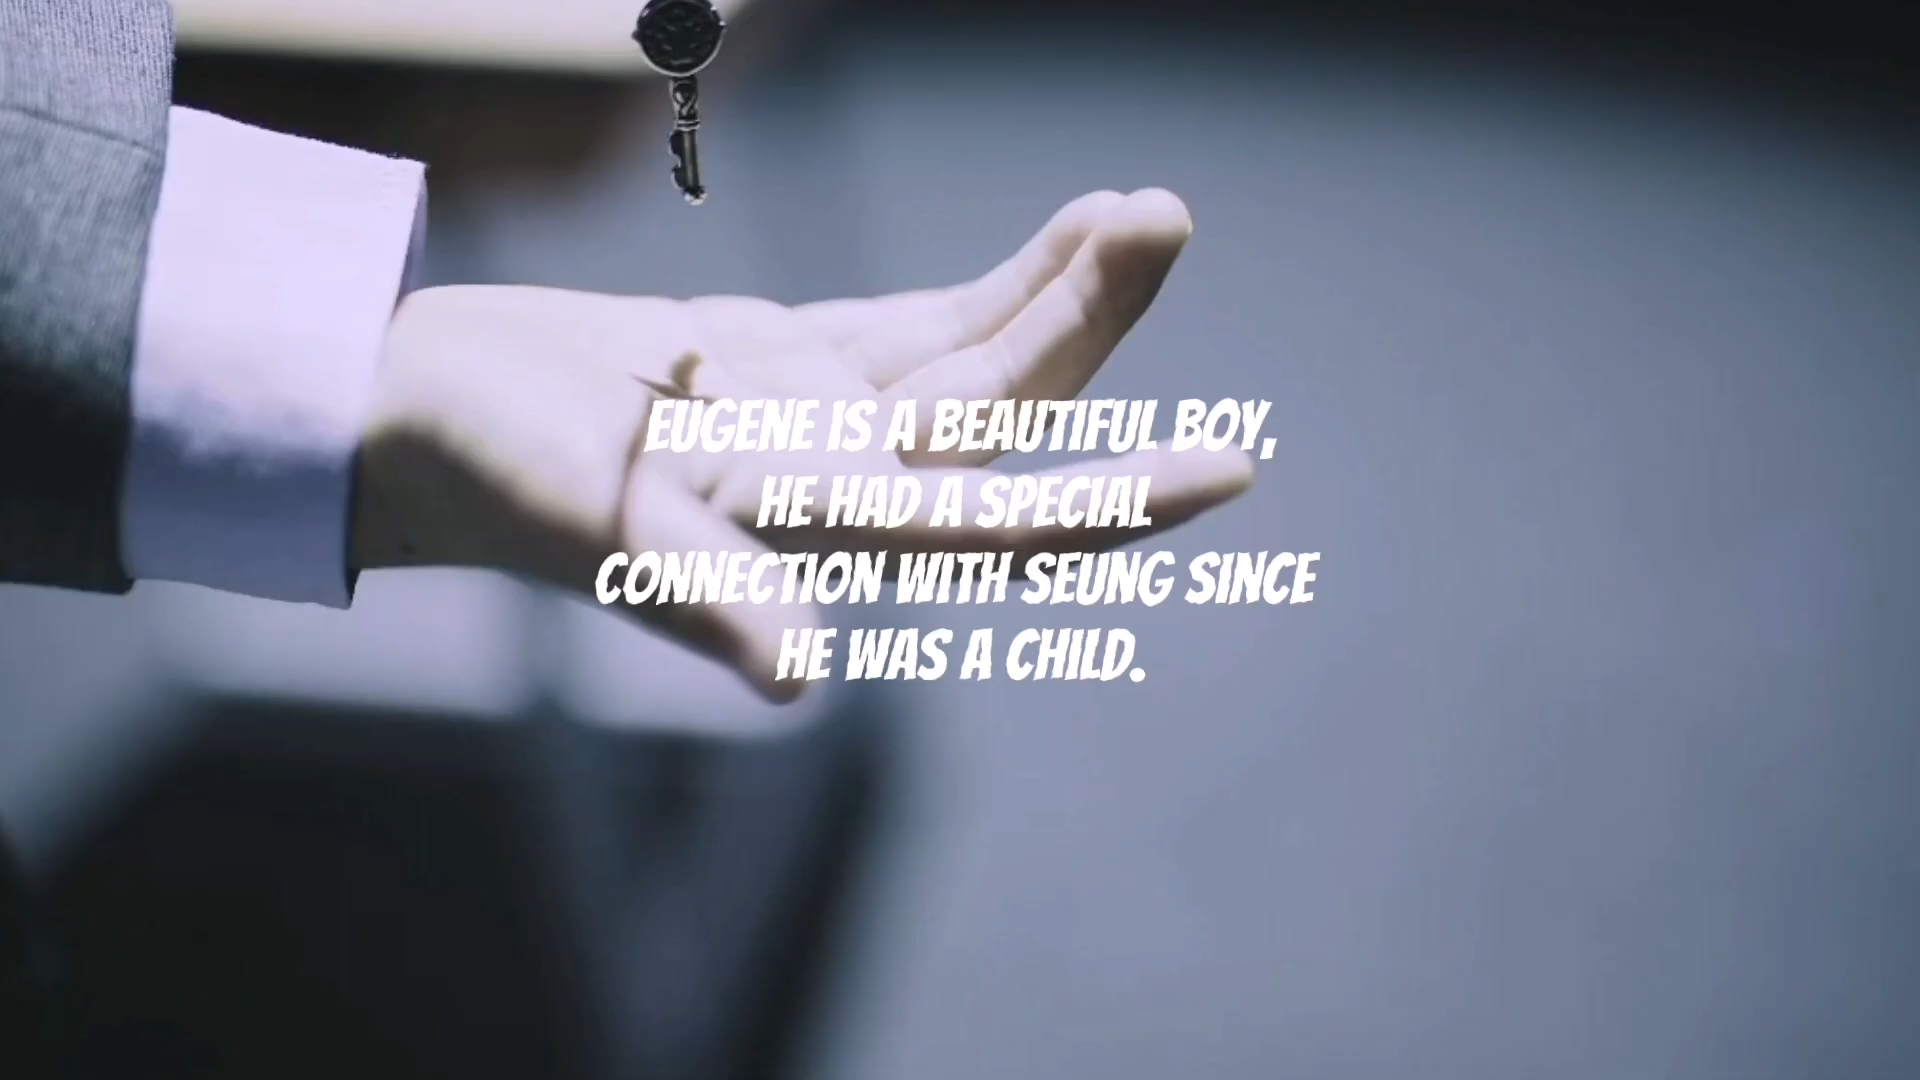 EUGENE IS A BEAUTIFUL BOY,
HE HAD A SPECIAL
CONNECTION WITH SEUNG SINCE
HE WAS A CHILD.